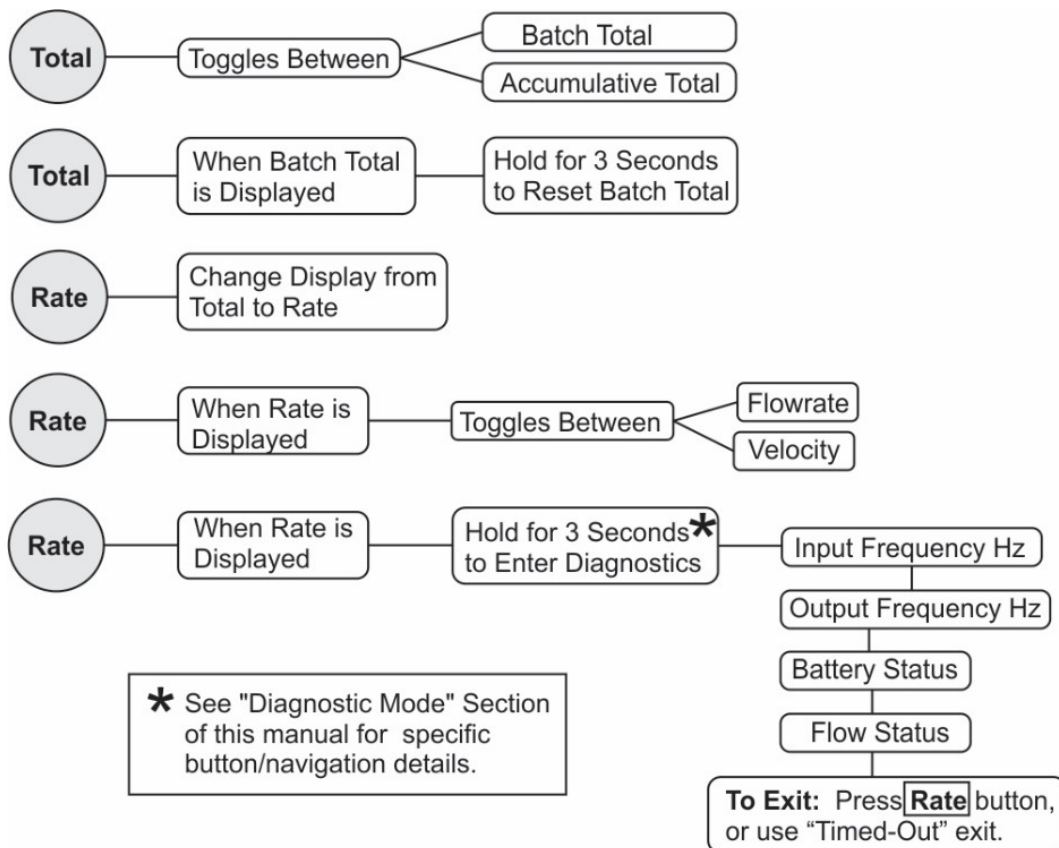 Total
Toggles Between
Batch Total
Accumulative Total
Total
When Batch Total
is Displayed
Hold for 3 Seconds
to Reset Batch Total
Rate
Change Display from
Total to Rate
Rate
When Rate is
Displayed
Toggles Between
Flowrate
Velocity
Rate
When Rate is
Displayed
Hold for 3 Seconds*
to Enter Diagnostics
Input Frequency Hz
Output Frequency Hz
Battery Status
Flow Status
To Exit: Press Rate button,
or use “Timed-Out” exit.
* See "Diagnostic Mode" Section
of this manual for specific
button/navigation details.